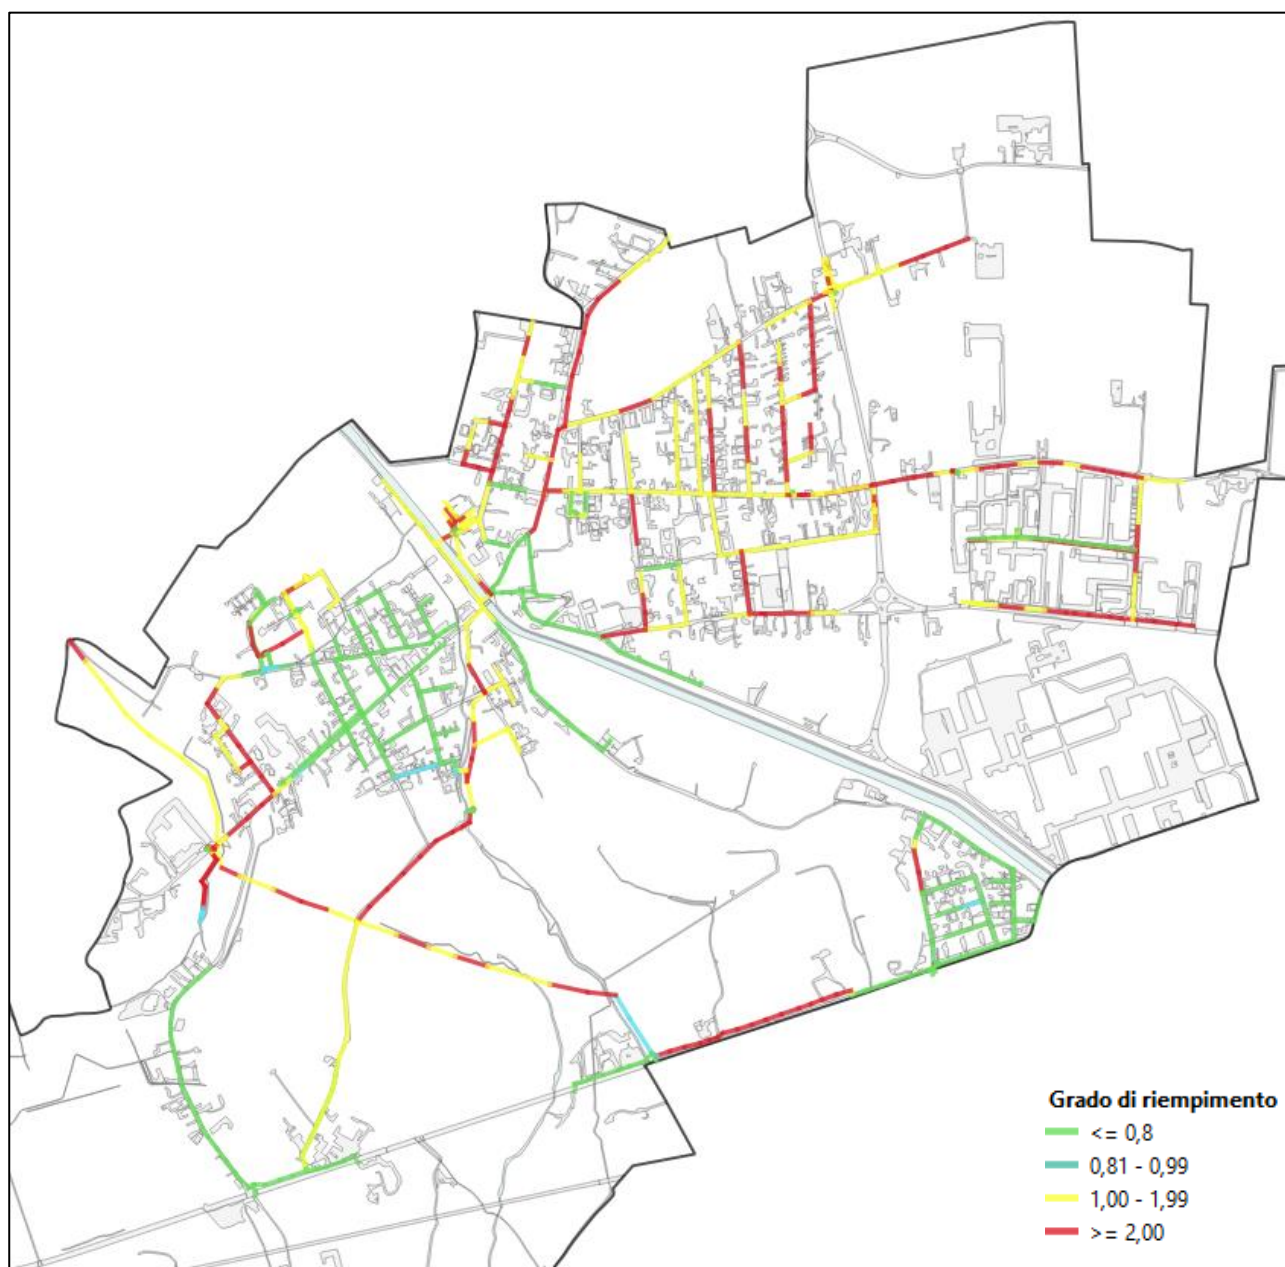 Grado di riempimento
<= 0,8
0,81 - 0,99
1,00 - 1,99
>= 2,00